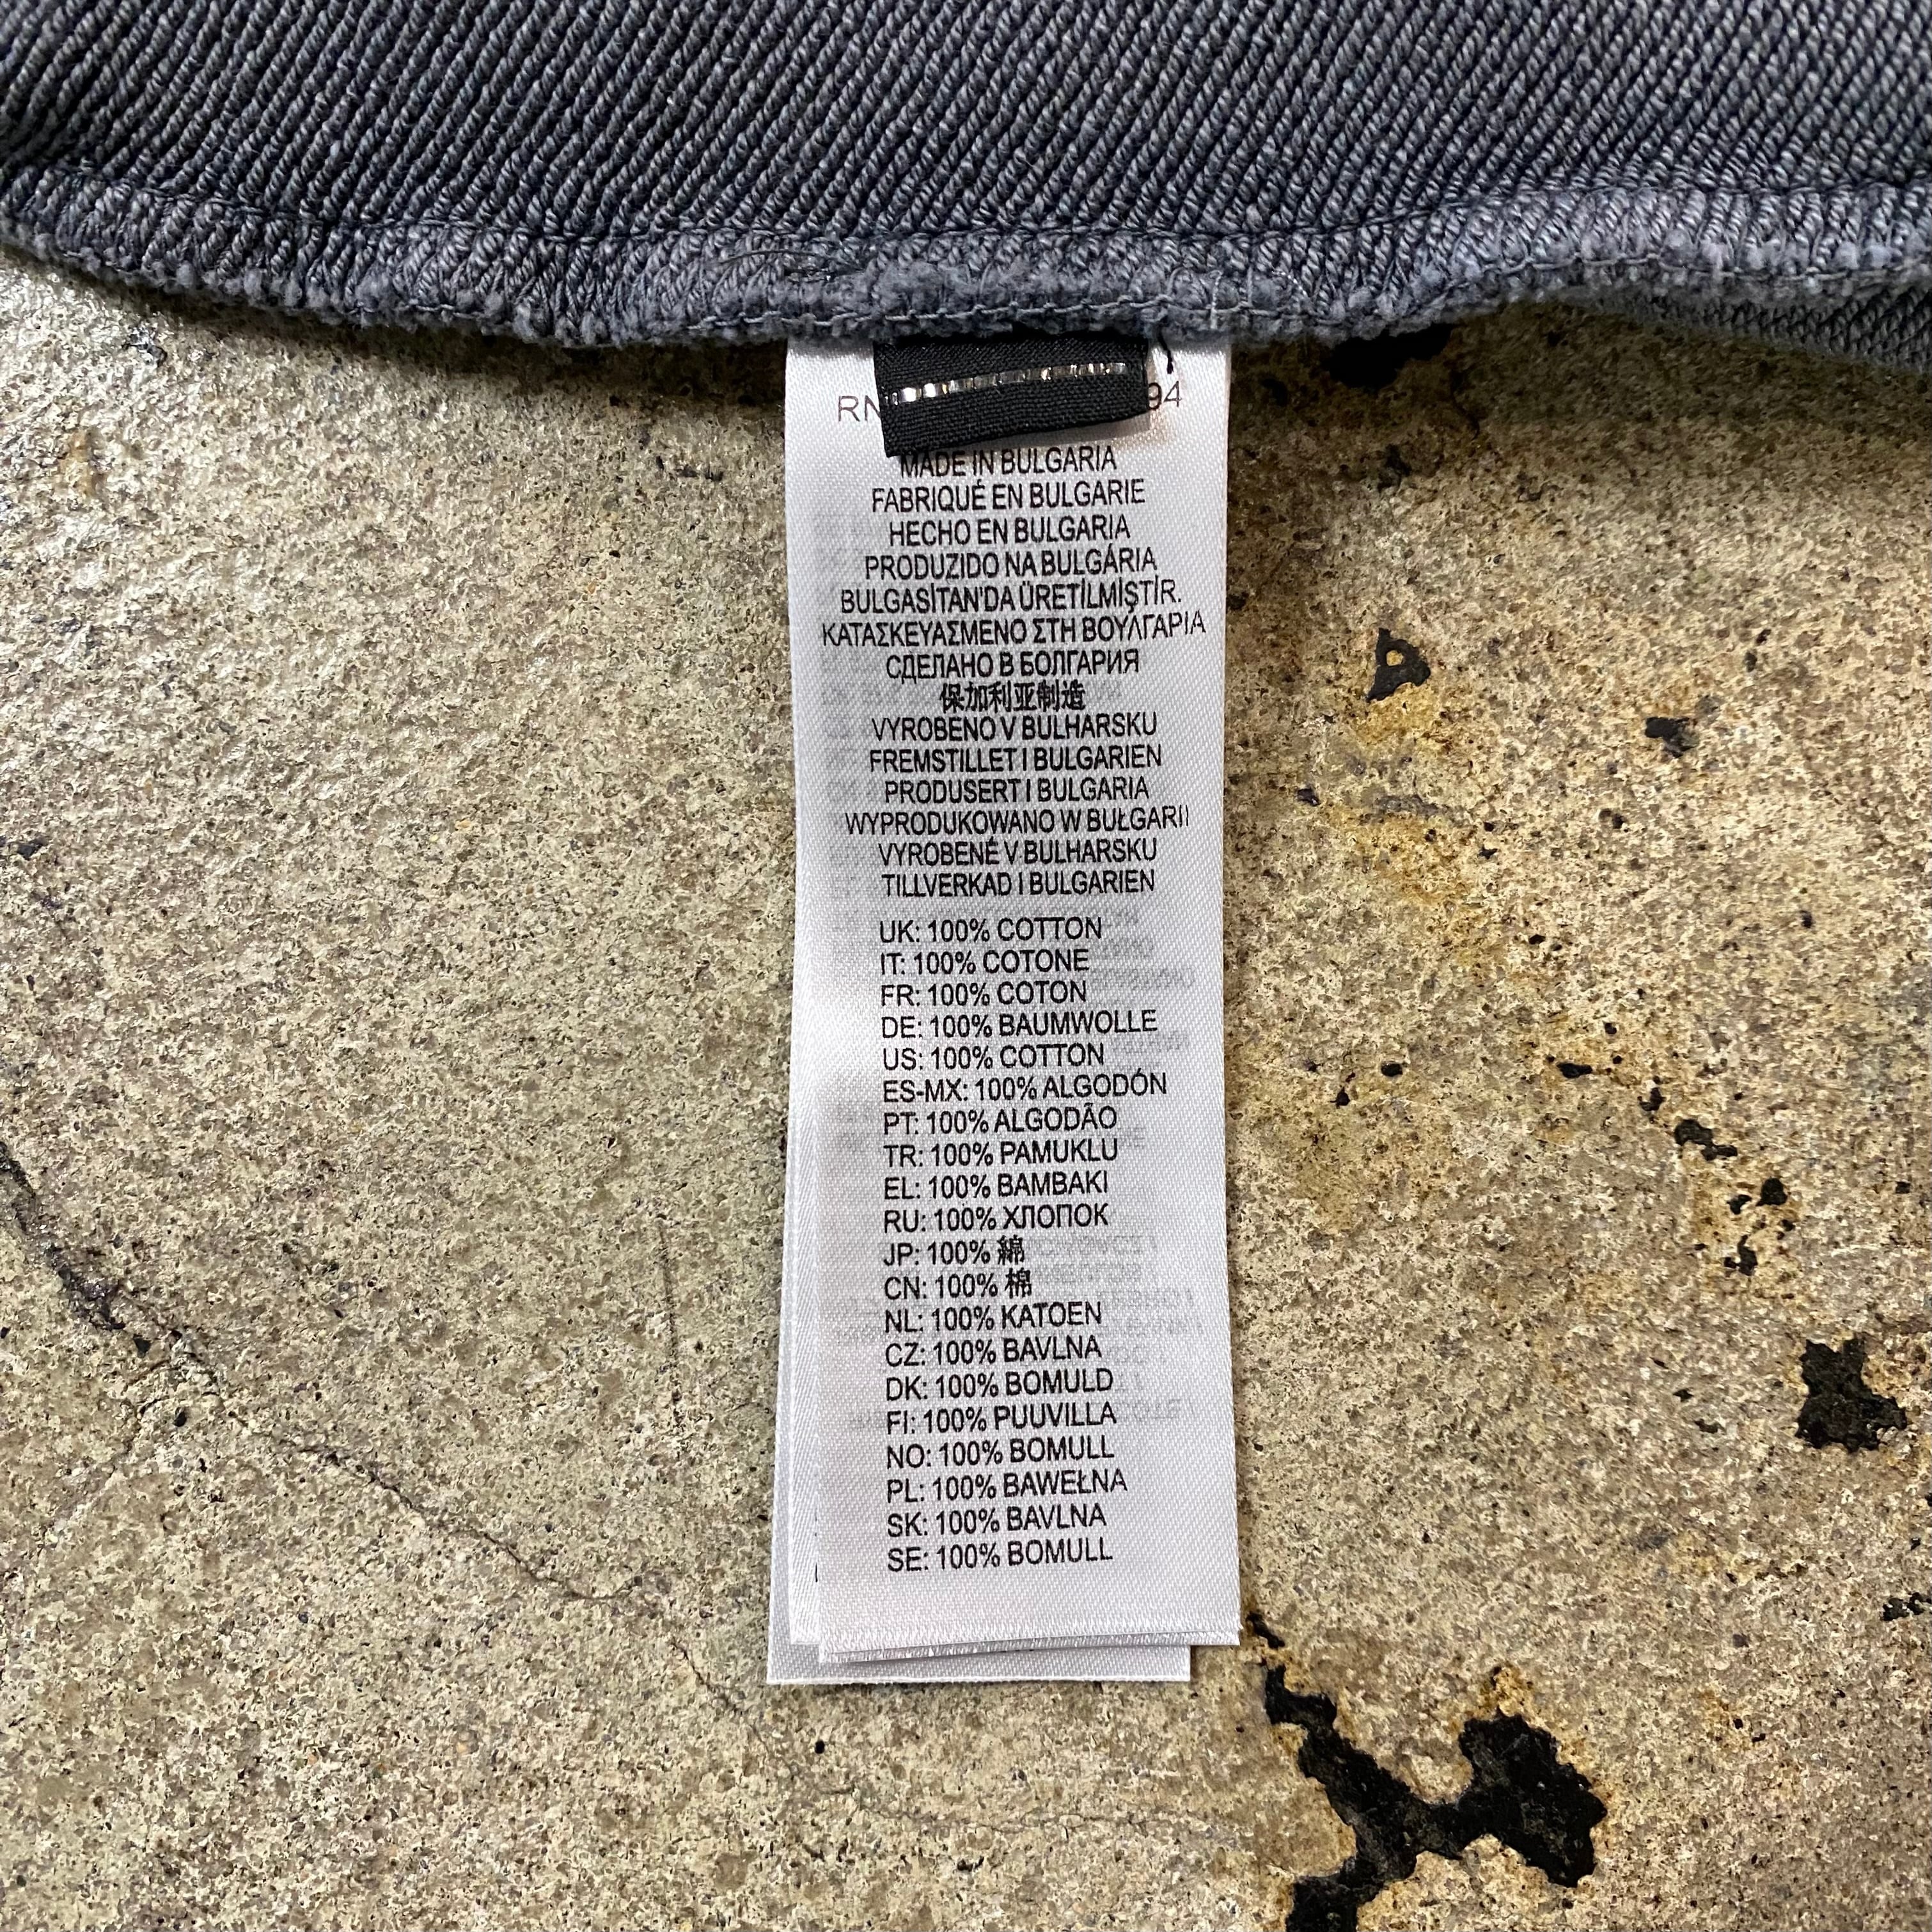 RN 94
MADE IN BULGARIA
FABRIQUÉ EN BULGARIE
HECHO EN BULGARIA
PRODUZIDO NA BULGÁRIA
BULGASİTAN'DA ÜRETİLMİŞTİR.
ΚΑΤΑΣΚΕΥΑΣΜΕΝΟ ΣΤΗ ΒΟΥΛΓΑΡΙΑ
СДЕЛАНО В БОЛГАРИЯ
保加利亚制造
VYROBENO V BULHARSKU
FREMSTILLET I BULGARIEN
PRODUSERT I BULGARIA
WYPRODUKOWANO W BUŁGARII
VYROBENÉ V BULHARSKU
TILLVERKAD I BULGARIEN
UK: 100% COTTON
IT: 100% COTONE
FR: 100% COTON
DE: 100% BAUMWOLLE
US: 100% COTTON
ES-MX: 100% ALGODÓN
PT: 100% ALGODÃO
TR: 100% PAMUKLU
EL: 100% ΒΑΜΒΑΚΙ
RU: 100% ХЛОПОК
JP: 100% 綿
CN: 100% 棉
NL: 100% KATOEN
CZ: 100% BAVLNA
DK: 100% BOMULD
FI: 100% PUUVILLA
NO: 100% BOMULL
PL: 100% BAWEŁNA
SK: 100% BAVLNA
SE: 100% BOMULL